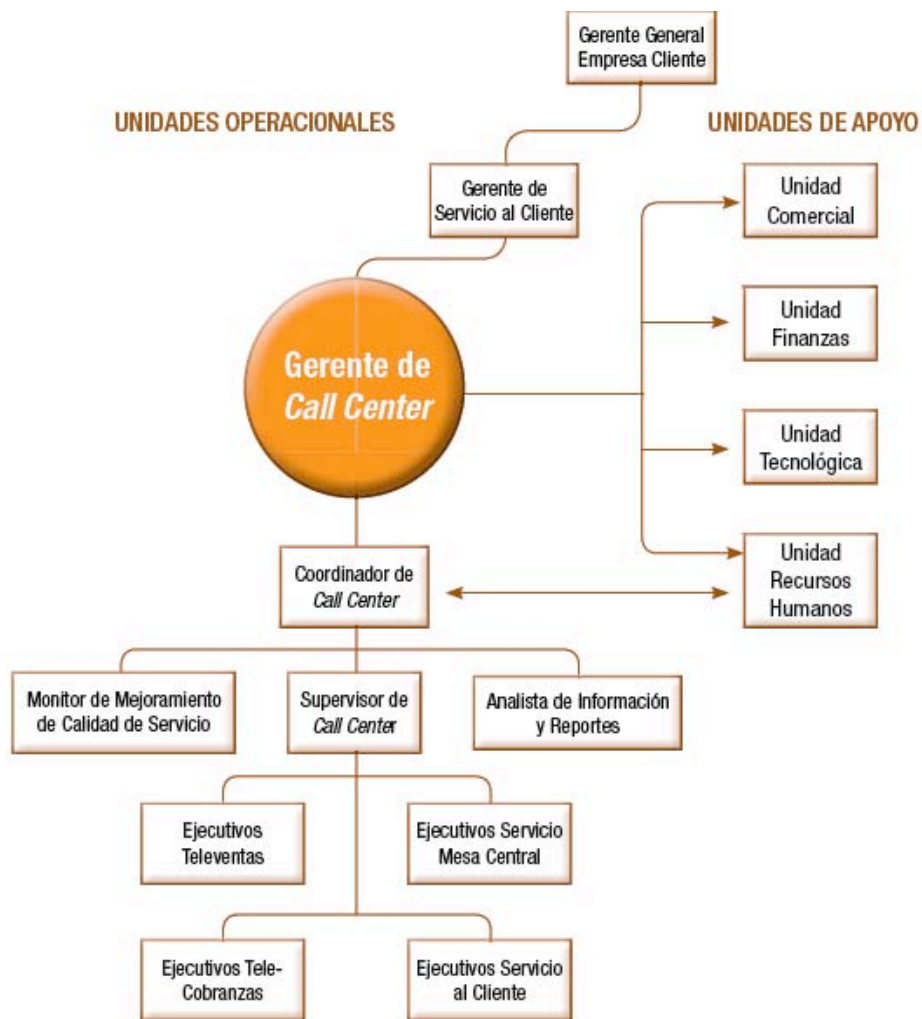 Gerente General
Empresa Cliente
UNIDADES OPERACIONALES
UNIDADES DE APOYO
Gerente de
Servicio al Cliente
Unidad
Comercial
Unidad
Finanzas
Gerente de
Call Center
Unidad
Tecnológica
Unidad
Recursos
Humanos
Coordinador de
Call Center
Monitor de Mejoramiento
de Calidad de Servicio
Supervisor de
Call Center
Analista de Información
y Reportes
Ejecutivos
Televentas
Ejecutivos Servicio
Mesa Central
Ejecutivos Tele-
Cobranzas
Ejecutivos Servicio
al Cliente